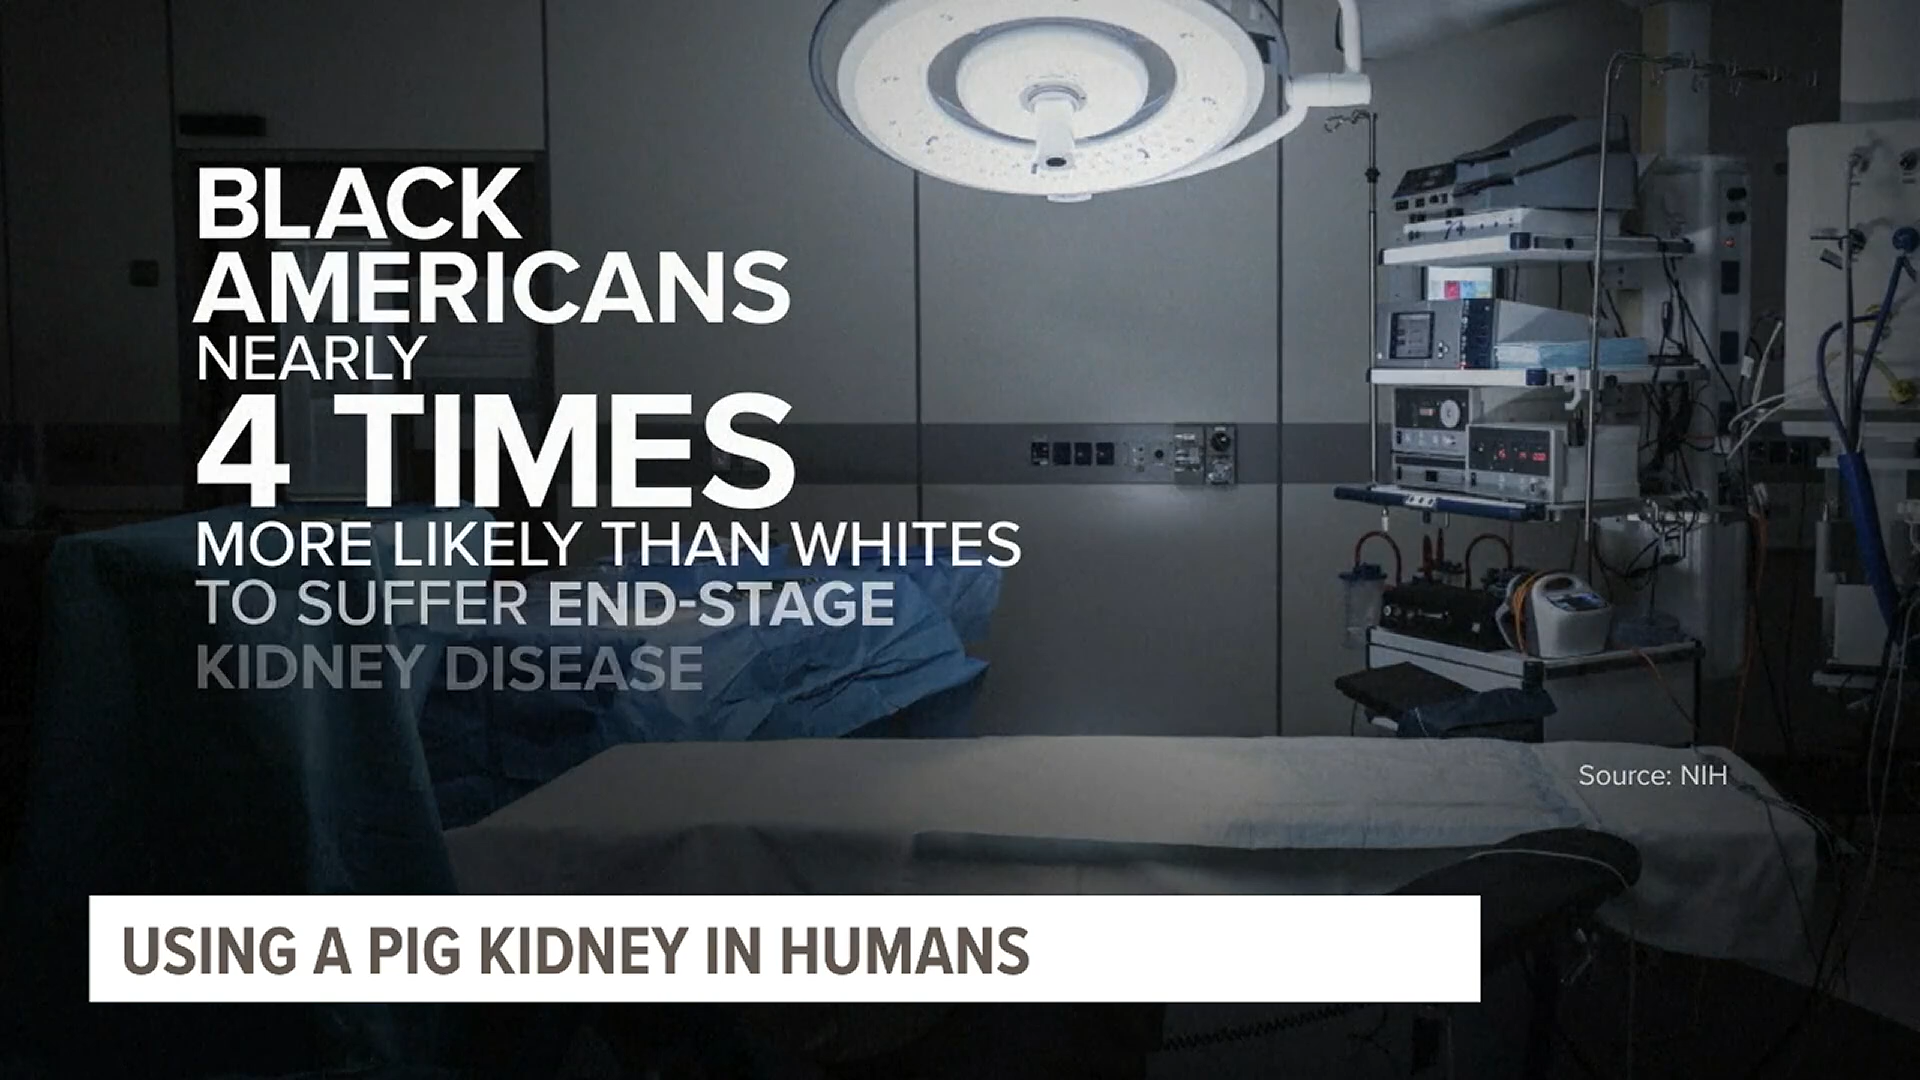 BLACK
AMERICANS
NEARLY
4 TIMES
MORE LIKELY THAN WHITES
TO SUFFER END-STAGE
KIDNEY DISEASE
Source: NIH
USING A PIG KIDNEY IN HUMANS